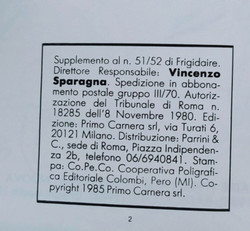 Supplemento al n. 51/52 di Frigidaire.
Direttore Responsabile: Vincenzo
Sparagna. Spedizione in abbona-
mento postale gruppo III/70. Autoriz-
zazione del Tribunale di Roma n.
18285 dell'8 Novembre 1980. Edi-
zione: Primo Carnera srl, via Turati 6,
20121 Milano. Distribuzione: Parrini &
C., sede di Roma, Piazza Indipenden-
za 2b, telefono 06/6940841. Stam-
pa: Co.Pe.Co. Cooperativa Poligrafi-
ca Editoriale Colombi, Pero (MI). Co-
pyright 1985 Primo Carnera srl.
2